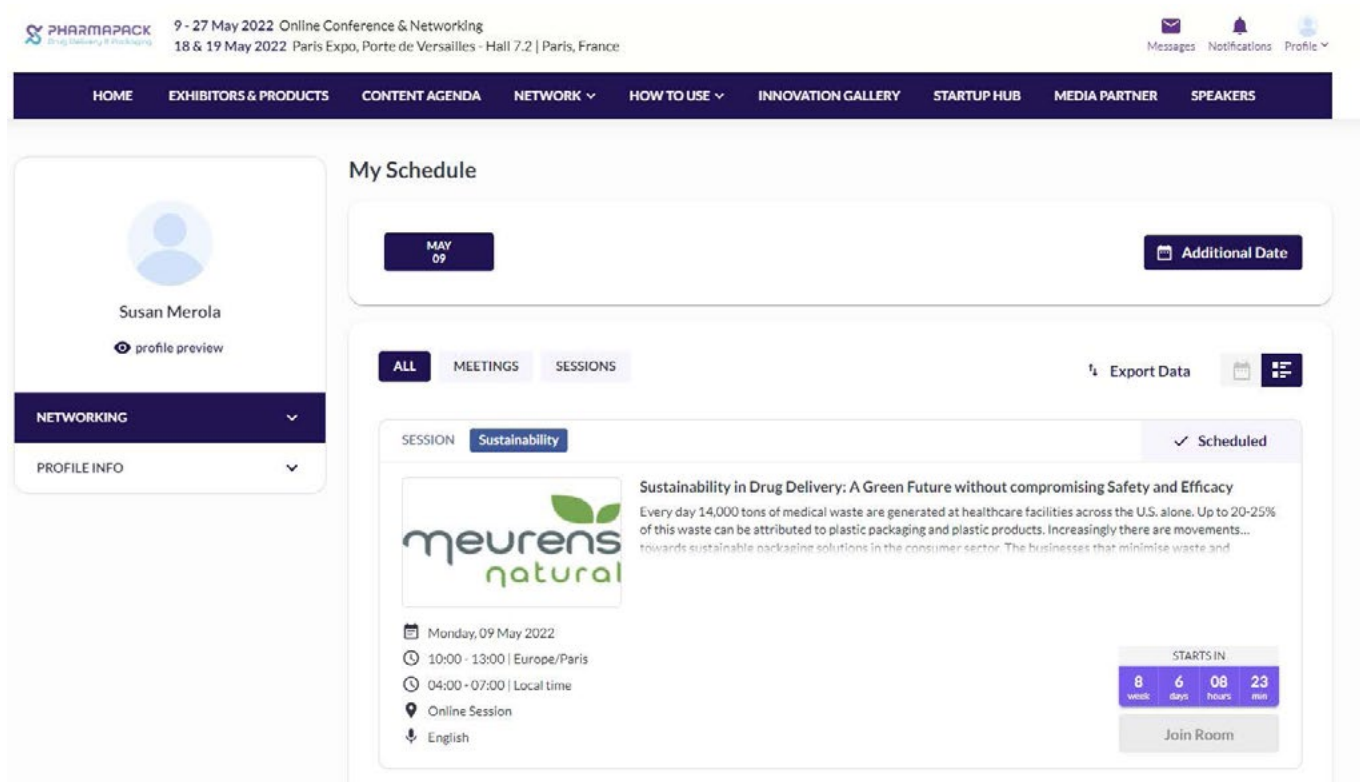 PHARMAPACK
Drug Delivery & Packaging
9 - 27 May 2022 Online Conference & Networking
18 & 19 May 2022 Paris Expo, Porte de Versailles - Hall 7.2 | Paris, France
Messages Notifications Profile
HOME EXHIBITORS & PRODUCTS CONTENT AGENDA NETWORK HOW TO USE INNOVATION GALLERY STARTUP HUB MEDIA PARTNER SPEAKERS
Susan Merola
profile preview
NETWORKING
PROFILE INFO
My Schedule
MAY
09
Additional Date
ALL MEETINGS SESSIONS
Export Data
SESSION Sustainability
Scheduled
meurens
natural
Sustainability in Drug Delivery: A Green Future without compromising Safety and Efficacy
Every day 14,000 tons of medical waste are generated at healthcare facilities across the U.S. alone. Up to 20-25%
of this waste can be attributed to plastic packaging and plastic products. Increasingly there are movements...
towards sustainable packaging solutions in the consumer sector. The businesses that minimise waste and
Monday, 09 May 2022
10:00 - 13:00 | Europe/Paris
04:00 - 07:00 | Local time
Online Session
English
STARTS IN
8 6 08 23
week days hours min
Join Room